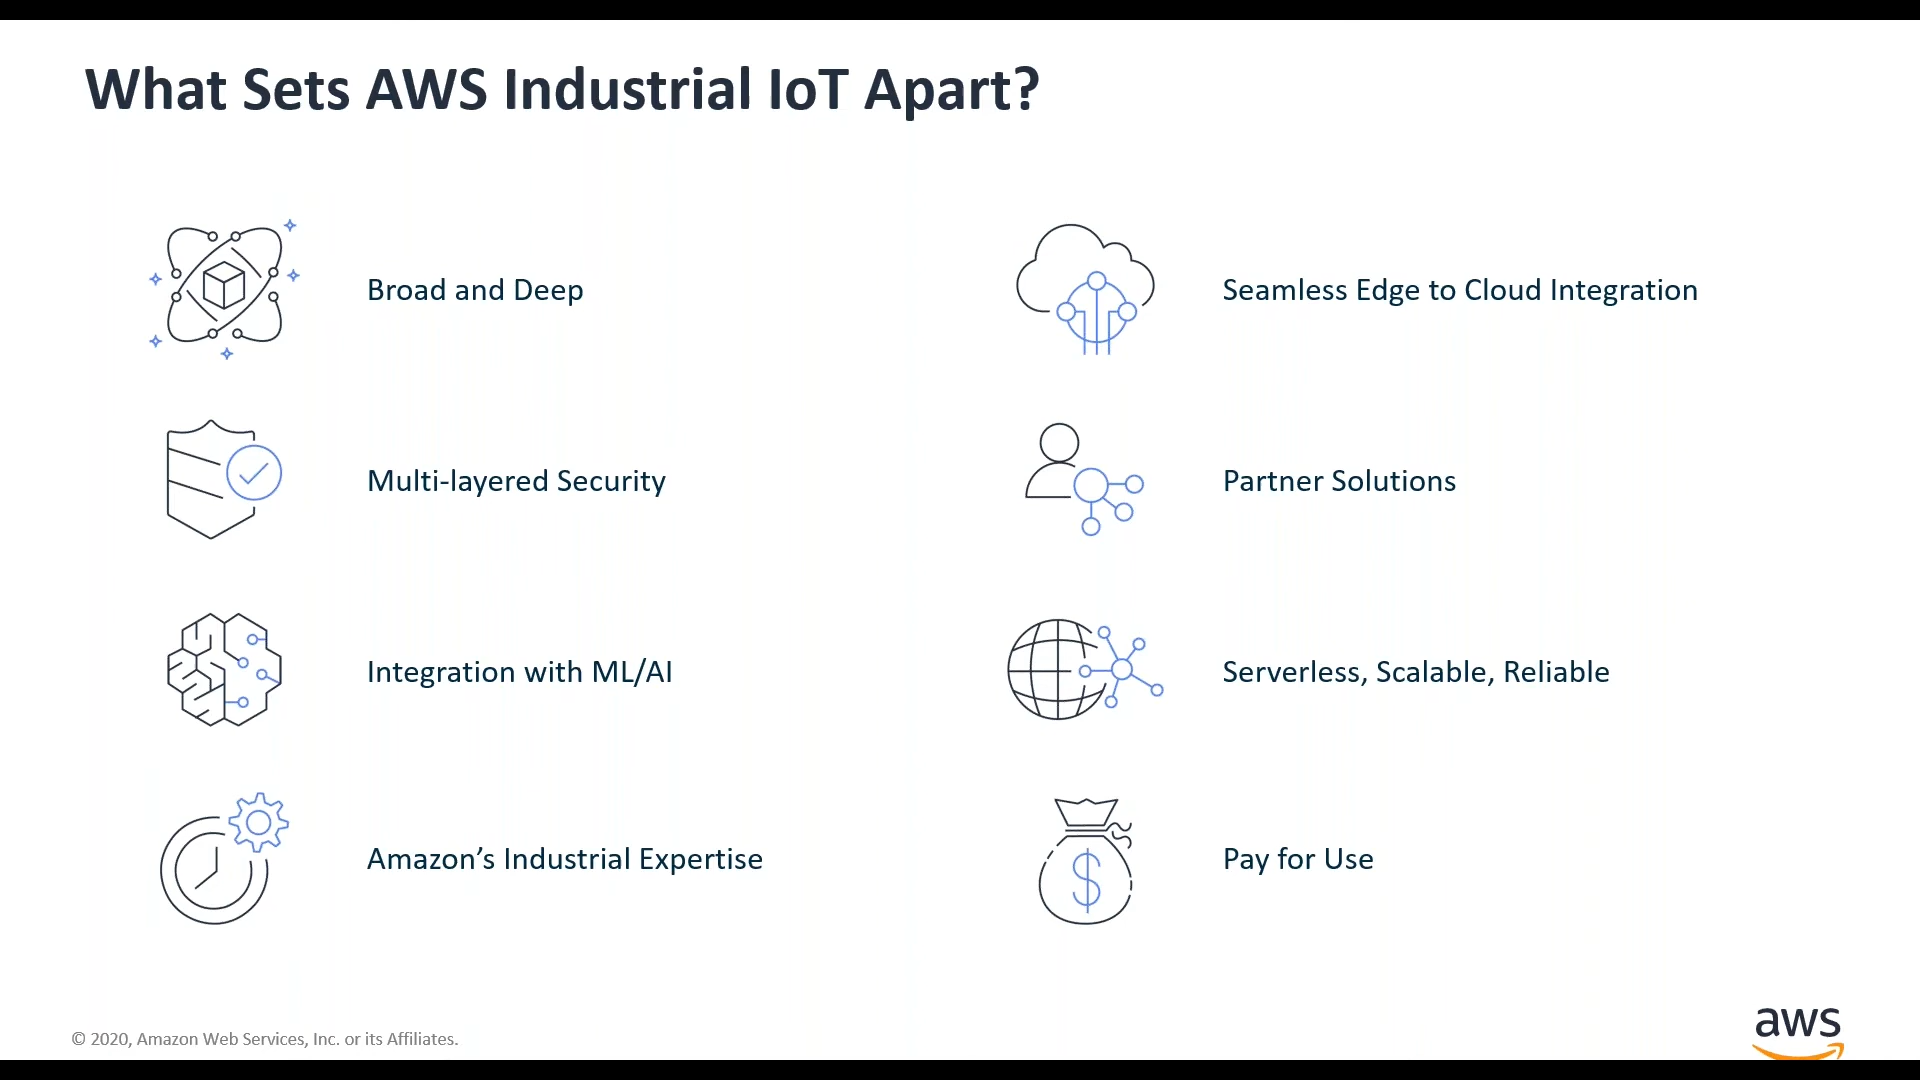 What Sets AWS Industrial IoT Apart?
Broad and Deep
Seamless Edge to Cloud Integration
Multi-layered Security
Partner Solutions
Integration with ML/AI
Serverless, Scalable, Reliable
Amazon’s Industrial Expertise
$
Pay for Use
© 2020, Amazon Web Services, Inc. or its Affiliates.
aws